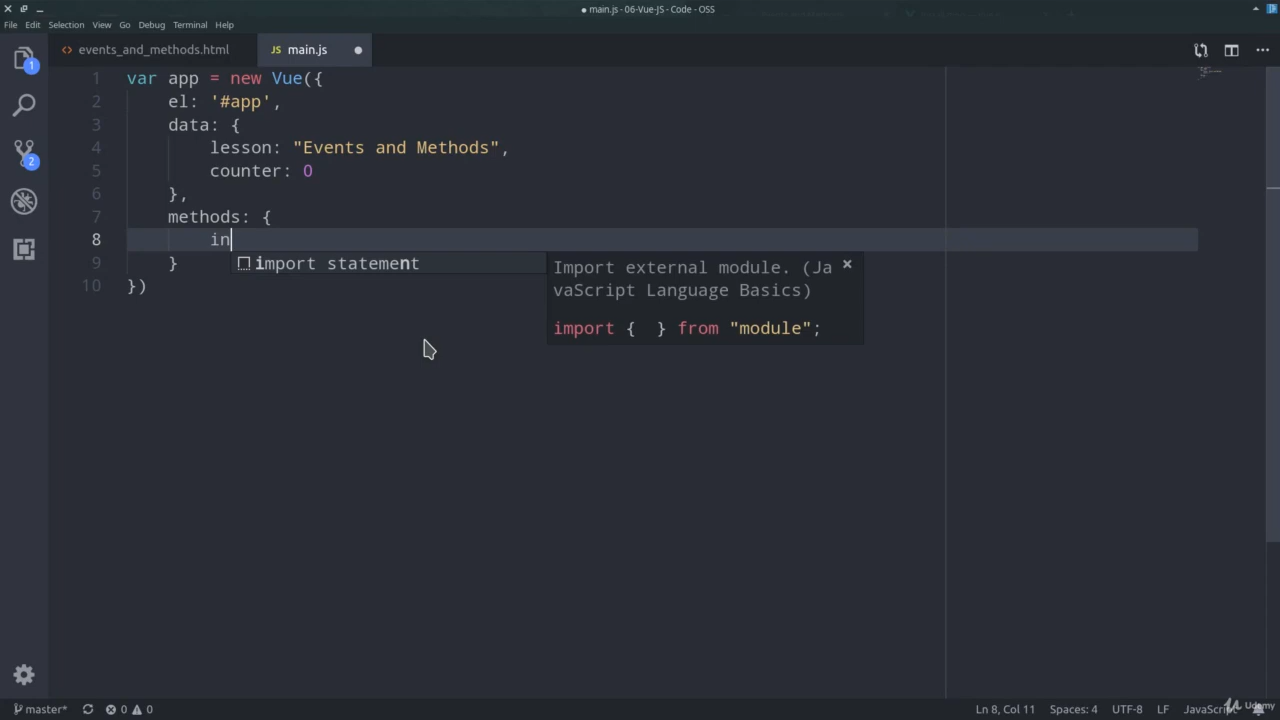 ● main.js - 06-Vue-JS - Code - OSS
File Edit Selection View Go Debug Terminal Help
events_and_methods.html JS main.js
1 var app = new Vue({
2 el: '#app',
3 data: {
4 lesson: "Events and Methods",
5 counter: 0
6 },
7 methods: {
8 in
9 }
10 })
import statement
Import external module. (Ja
vaScript Language Basics)
import { } from "module";
1
2
master* 0 0 Ln 8, Col 11 Spaces: 4 UTF-8 LF JavaScript
Udemy